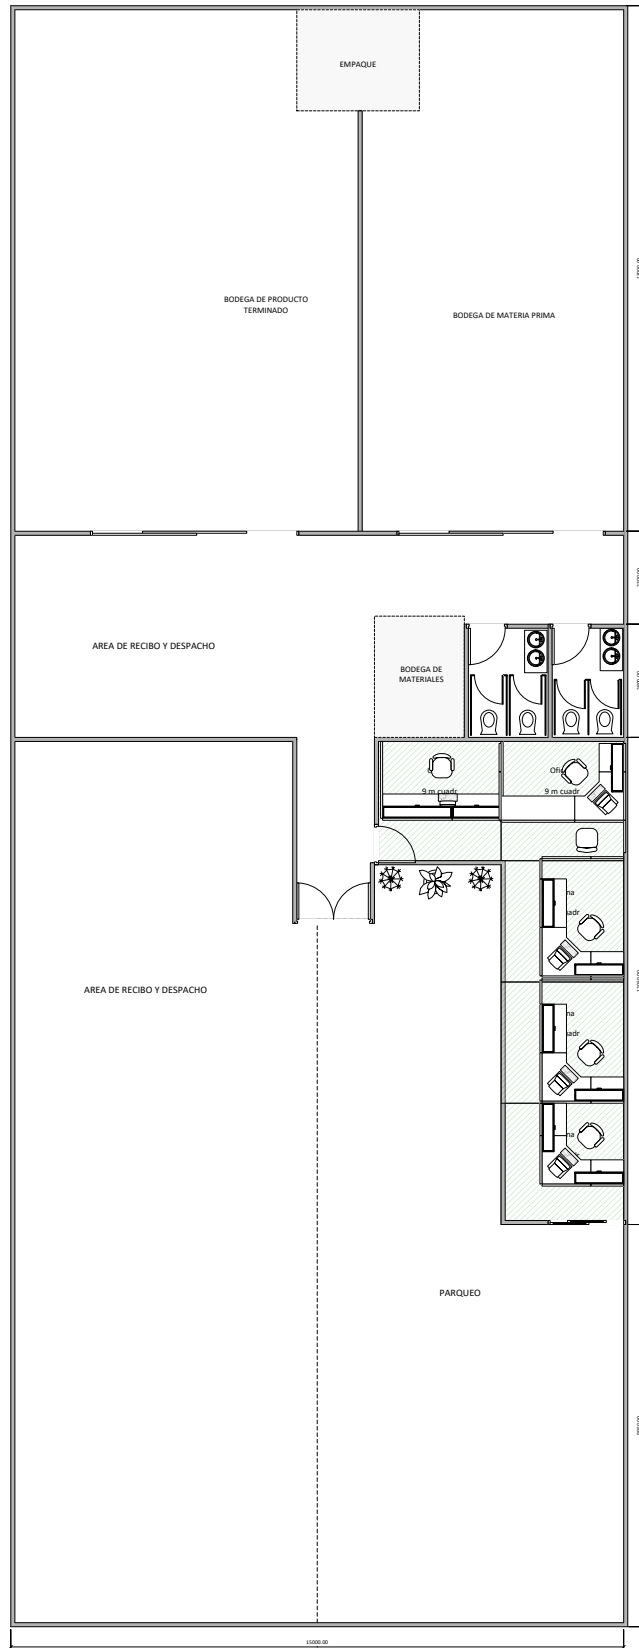 EMPAQUE
BODEGA DE PRODUCTO
TERMINADO
BODEGA DE MATERIA PRIMA
AREA DE RECIBO Y DESPACHO
BODEGA DE
MATERIALES
9 m cuadr
9 m cuadr
AREA DE RECIBO Y DESPACHO
PARQUEO
15000.00